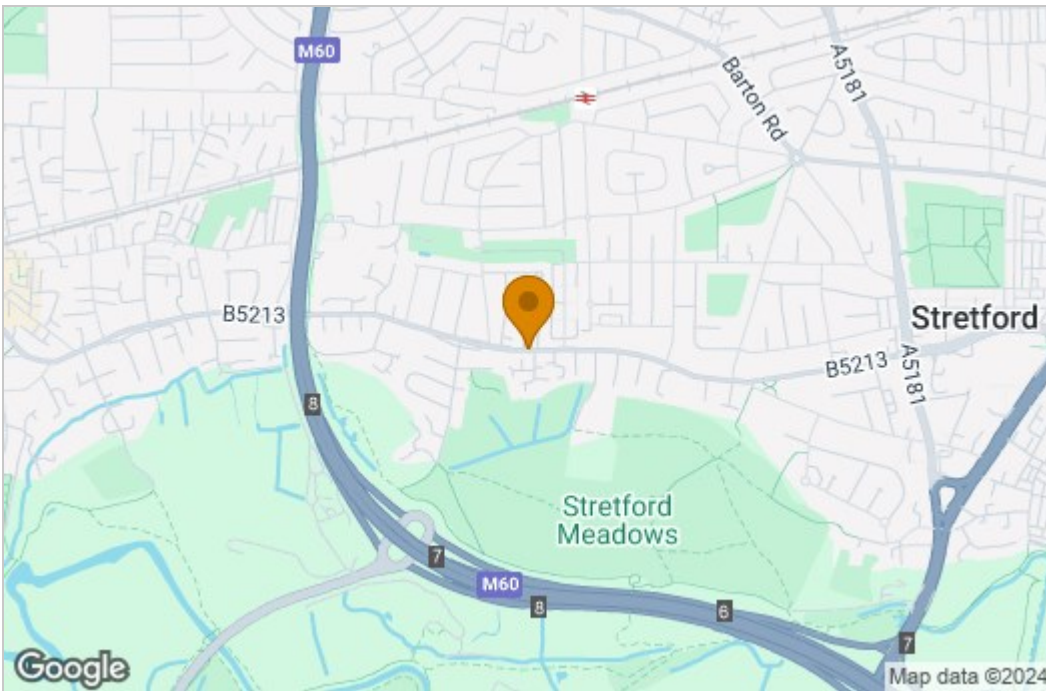 M60
A5181
Barton Rd
B5213
Stretford
B5213
A5181
8
Stretford
Meadows
7
M60
8
6
7
Google
Map data ©2024